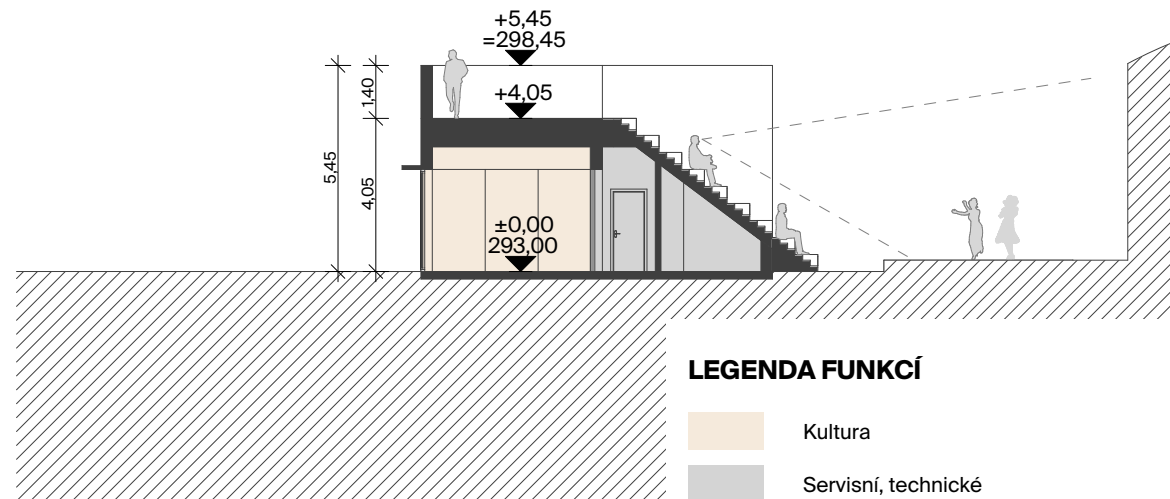 +5,45
=298,45
1,40
+4,05
5,45
4,05
±0,00
293,00
LEGENDA FUNKCÍ
Kultura
Servisní, technické